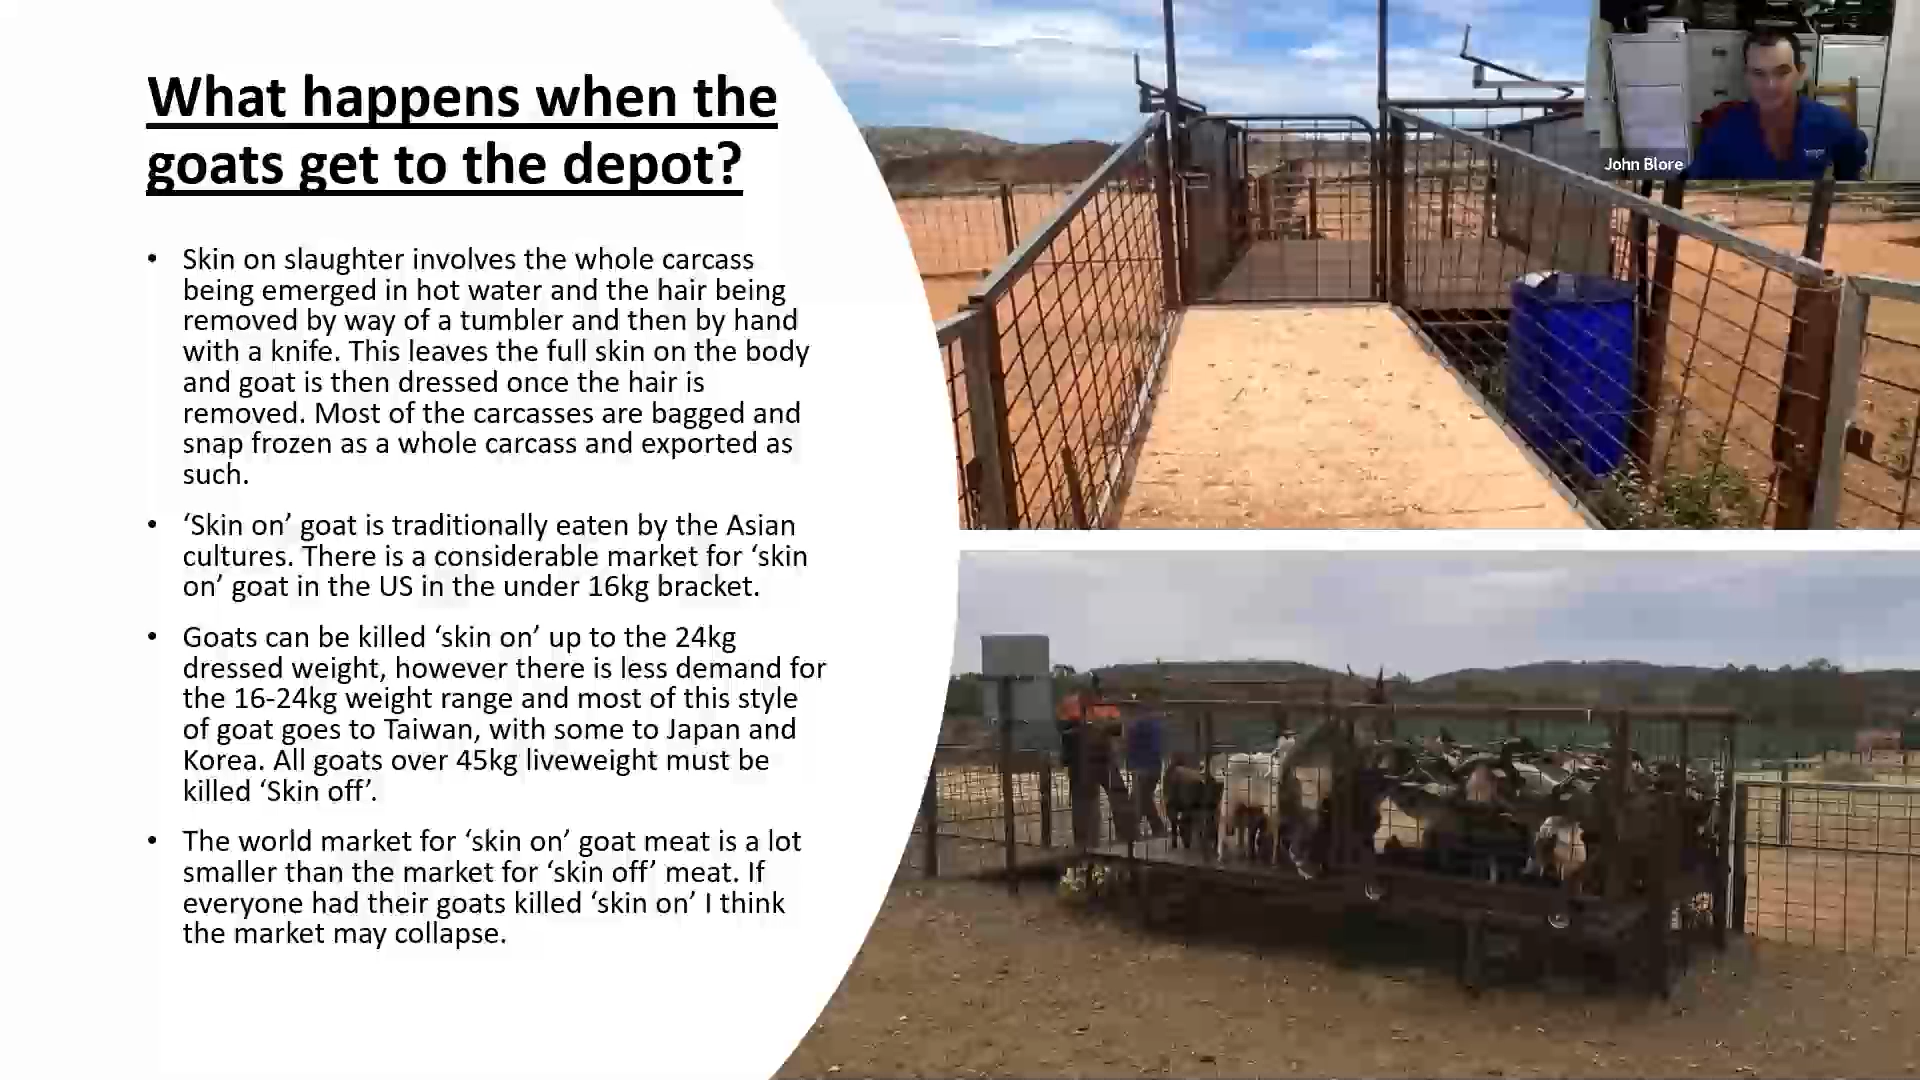 What happens when the
goats get to the depot?
John Blore
• Skin on slaughter involves the whole carcass
being emerged in hot water and the hair being
removed by way of a tumbler and then by hand
with a knife. This leaves the full skin on the body
and goat is then dressed once the hair is
removed. Most of the carcasses are bagged and
snap frozen as a whole carcass and exported as
such.
• ‘Skin on’ goat is traditionally eaten by the Asian
cultures. There is a considerable market for ‘skin
on’ goat in the US in the under 16kg bracket.
• Goats can be killed ‘skin on’ up to the 24kg
dressed weight, however there is less demand for
the 16-24kg weight range and most of this style
of goat goes to Taiwan, with some to Japan and
Korea. All goats over 45kg liveweight must be
killed ‘Skin off’.
• The world market for ‘skin on’ goat meat is a lot
smaller than the market for ‘skin off’ meat. If
everyone had their goats killed ‘skin on’ I think
the market may collapse.